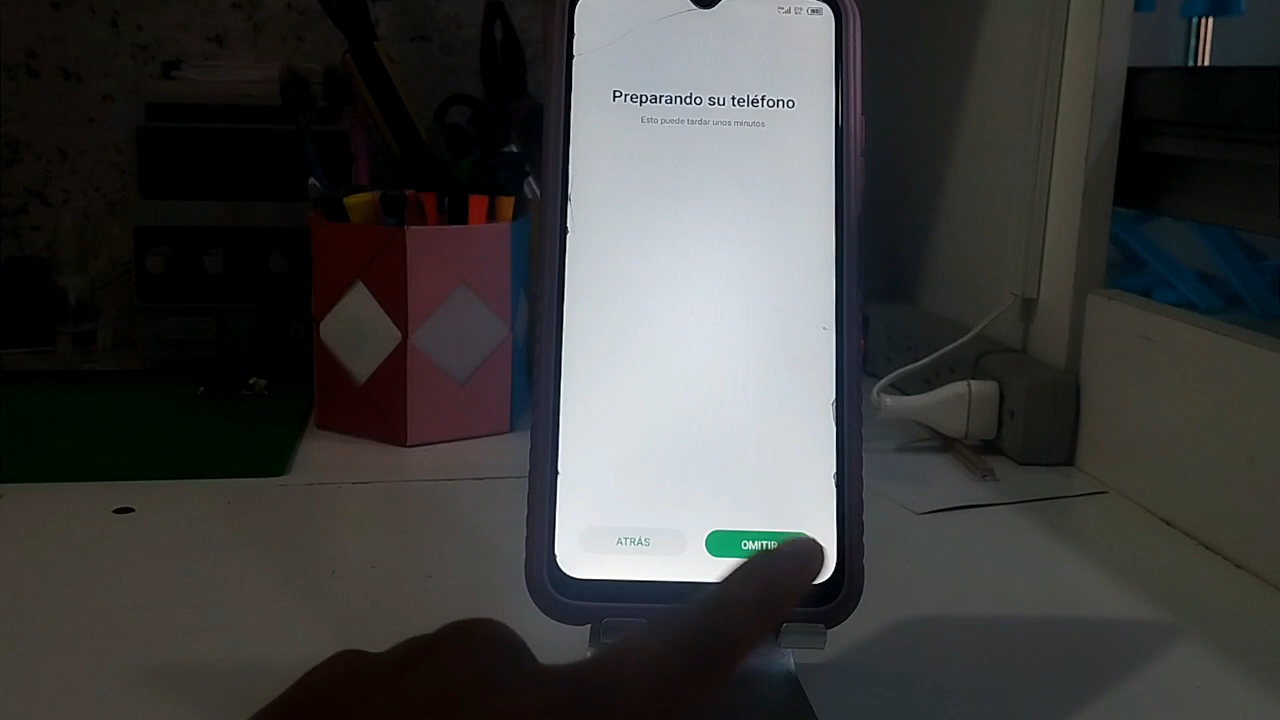 Preparando su teléfono
Esto puede tardar unos minutos
ATRÁS
OMITIR